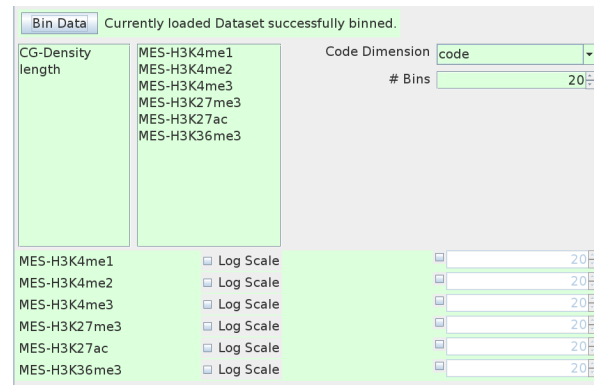 Bin Data Currently loaded Dataset successfully binned.
CG-Density
length
MES-H3K4me1
MES-H3K4me2
MES-H3K4me3
MES-H3K27me3
MES-H3K27ac
MES-H3K36me3
Code Dimension code
# Bins 20
MES-H3K4me1 Log Scale 20
MES-H3K4me2 Log Scale 20
MES-H3K4me3 Log Scale 20
MES-H3K27me3 Log Scale 20
MES-H3K27ac Log Scale 20
MES-H3K36me3 Log Scale 20